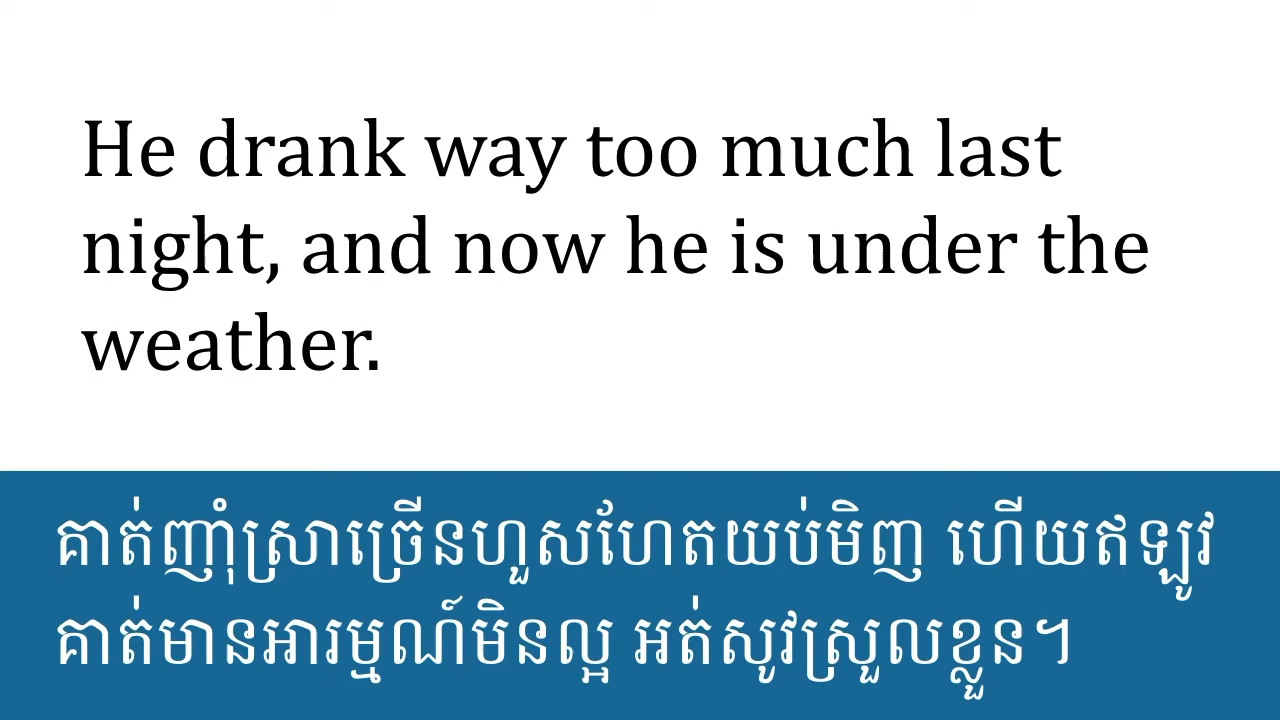 He drank way too much last
night, and now he is under the
weather.
គាត់ញ៉ាំស្រាច្រើនហួសហេតយប់មិញ ហើយឥឡូវ
គាត់មានអារម្មណ៍មិនល្អ អត់សូវស្រួលខ្លួន។